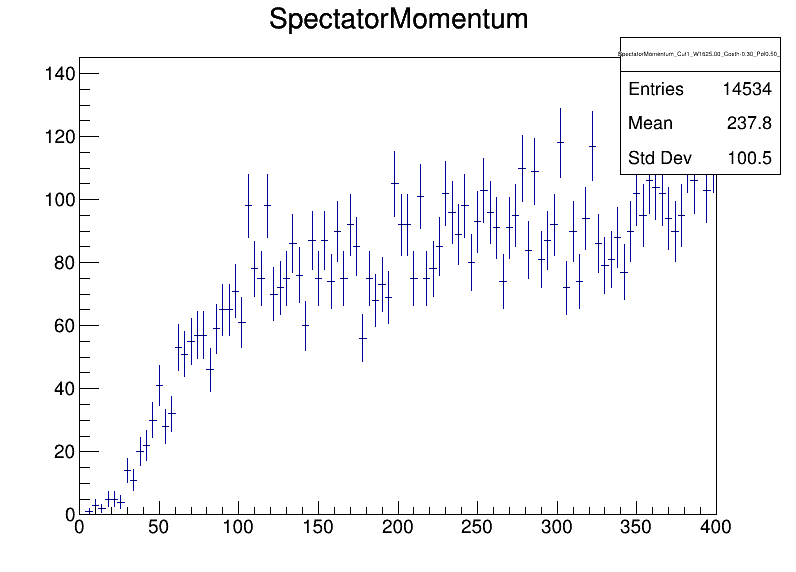 SpectatorMomentum
SpectatorMomentum_Cut1_W1625.00_Costh-0.30_Pol0.50_
Entries 14534
Mean 237.8
Std Dev 100.5
140
120
100
80
60
40
20
0
0 50 100 150 200 250 300 350 400